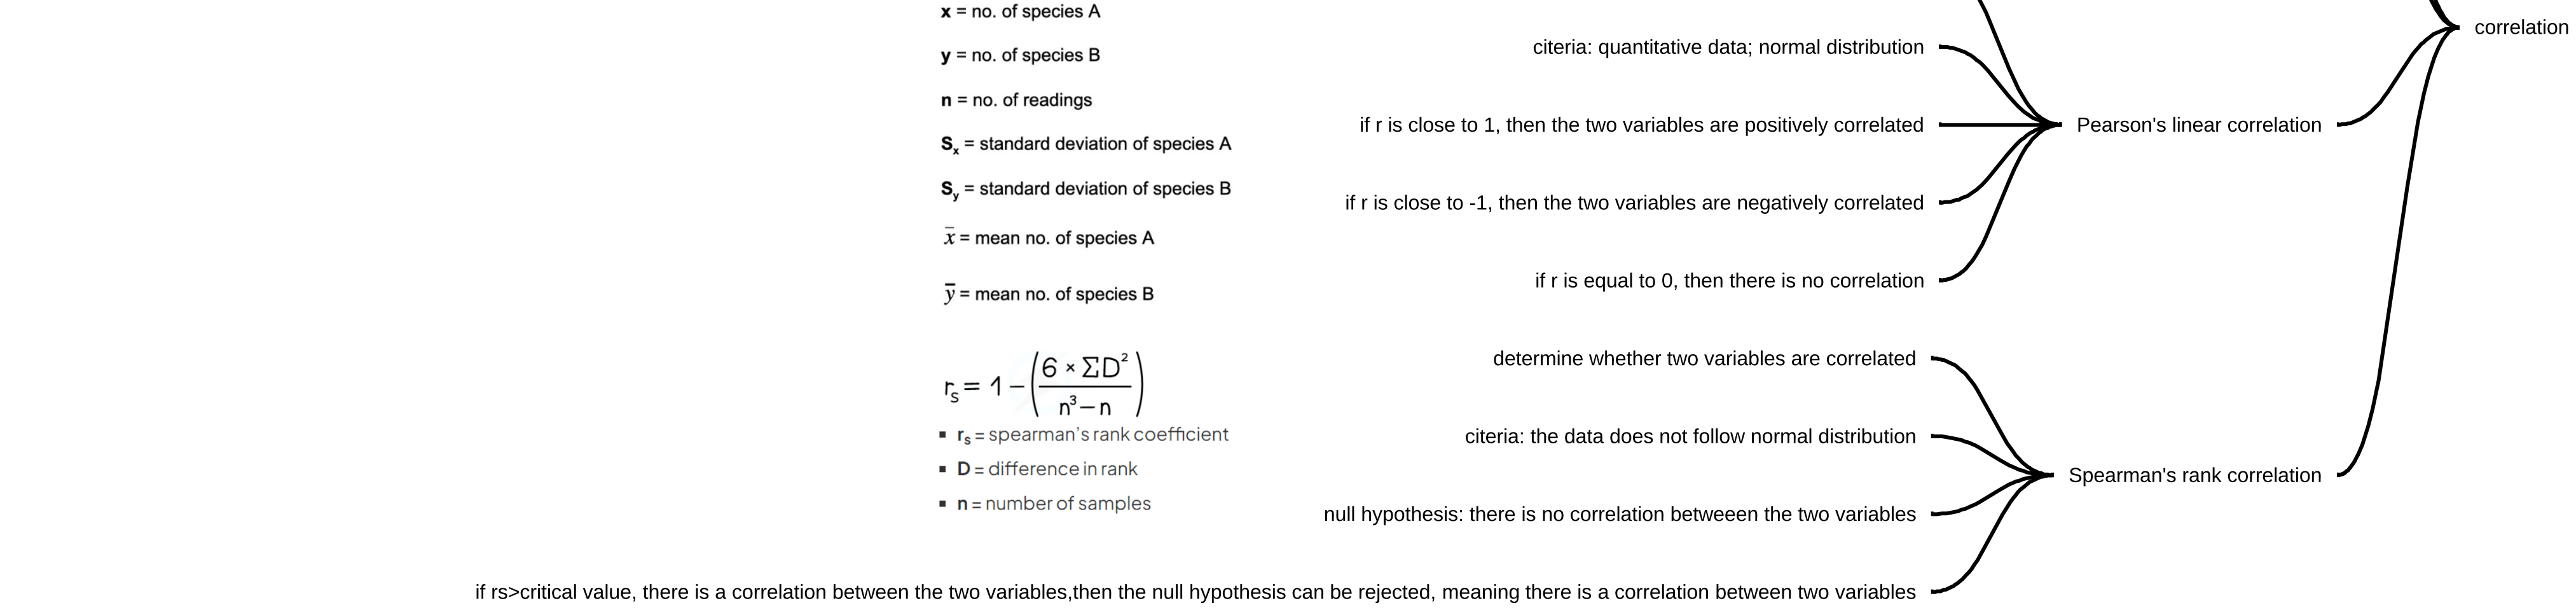 x = no. of species A
y = no. of species B
n = no. of readings
Sx = standard deviation of species A
Sy = standard deviation of species B
x̄ = mean no. of species A
ȳ = mean no. of species B
rs = 1 − (6 × ΣD² / n³ − n)
▪ rs = spearman's rank coefficient
▪ D = difference in rank
▪ n = number of samples
citeria: quantitative data; normal distribution
if r is close to 1, then the two variables are positively correlated
if r is close to -1, then the two variables are negatively correlated
if r is equal to 0, then there is no correlation
Pearson's linear correlation
determine whether two variables are correlated
citeria: the data does not follow normal distribution
null hypothesis: there is no correlation betweeen the two variables
if rs>critical value, there is a correlation between the two variables,then the null hypothesis can be rejected, meaning there is a correlation between two variables
Spearman's rank correlation
correlation